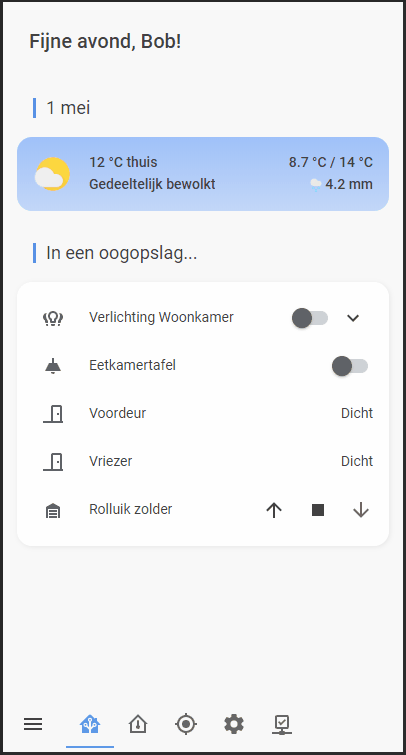 Fijne avond, Bob!
1 mei
12 °C thuis
8.7 °C / 14 °C
Gedeeltelijk bewolkt
4.2 mm
In een oogopslag...
Verlichting Woonkamer
Eetkamertafel
Voordeur
Dicht
Vriezer
Dicht
Rolluik zolder